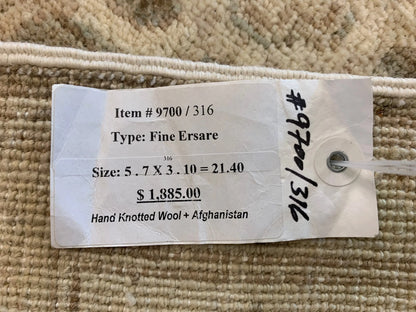 Item # 9700 / 316
Type: Fine Ersare
316
Size: 5 . 7 X 3 . 10 = 21.40
$ 1,885.00
Hand Knotted Wool + Afghanistan
#9700/316